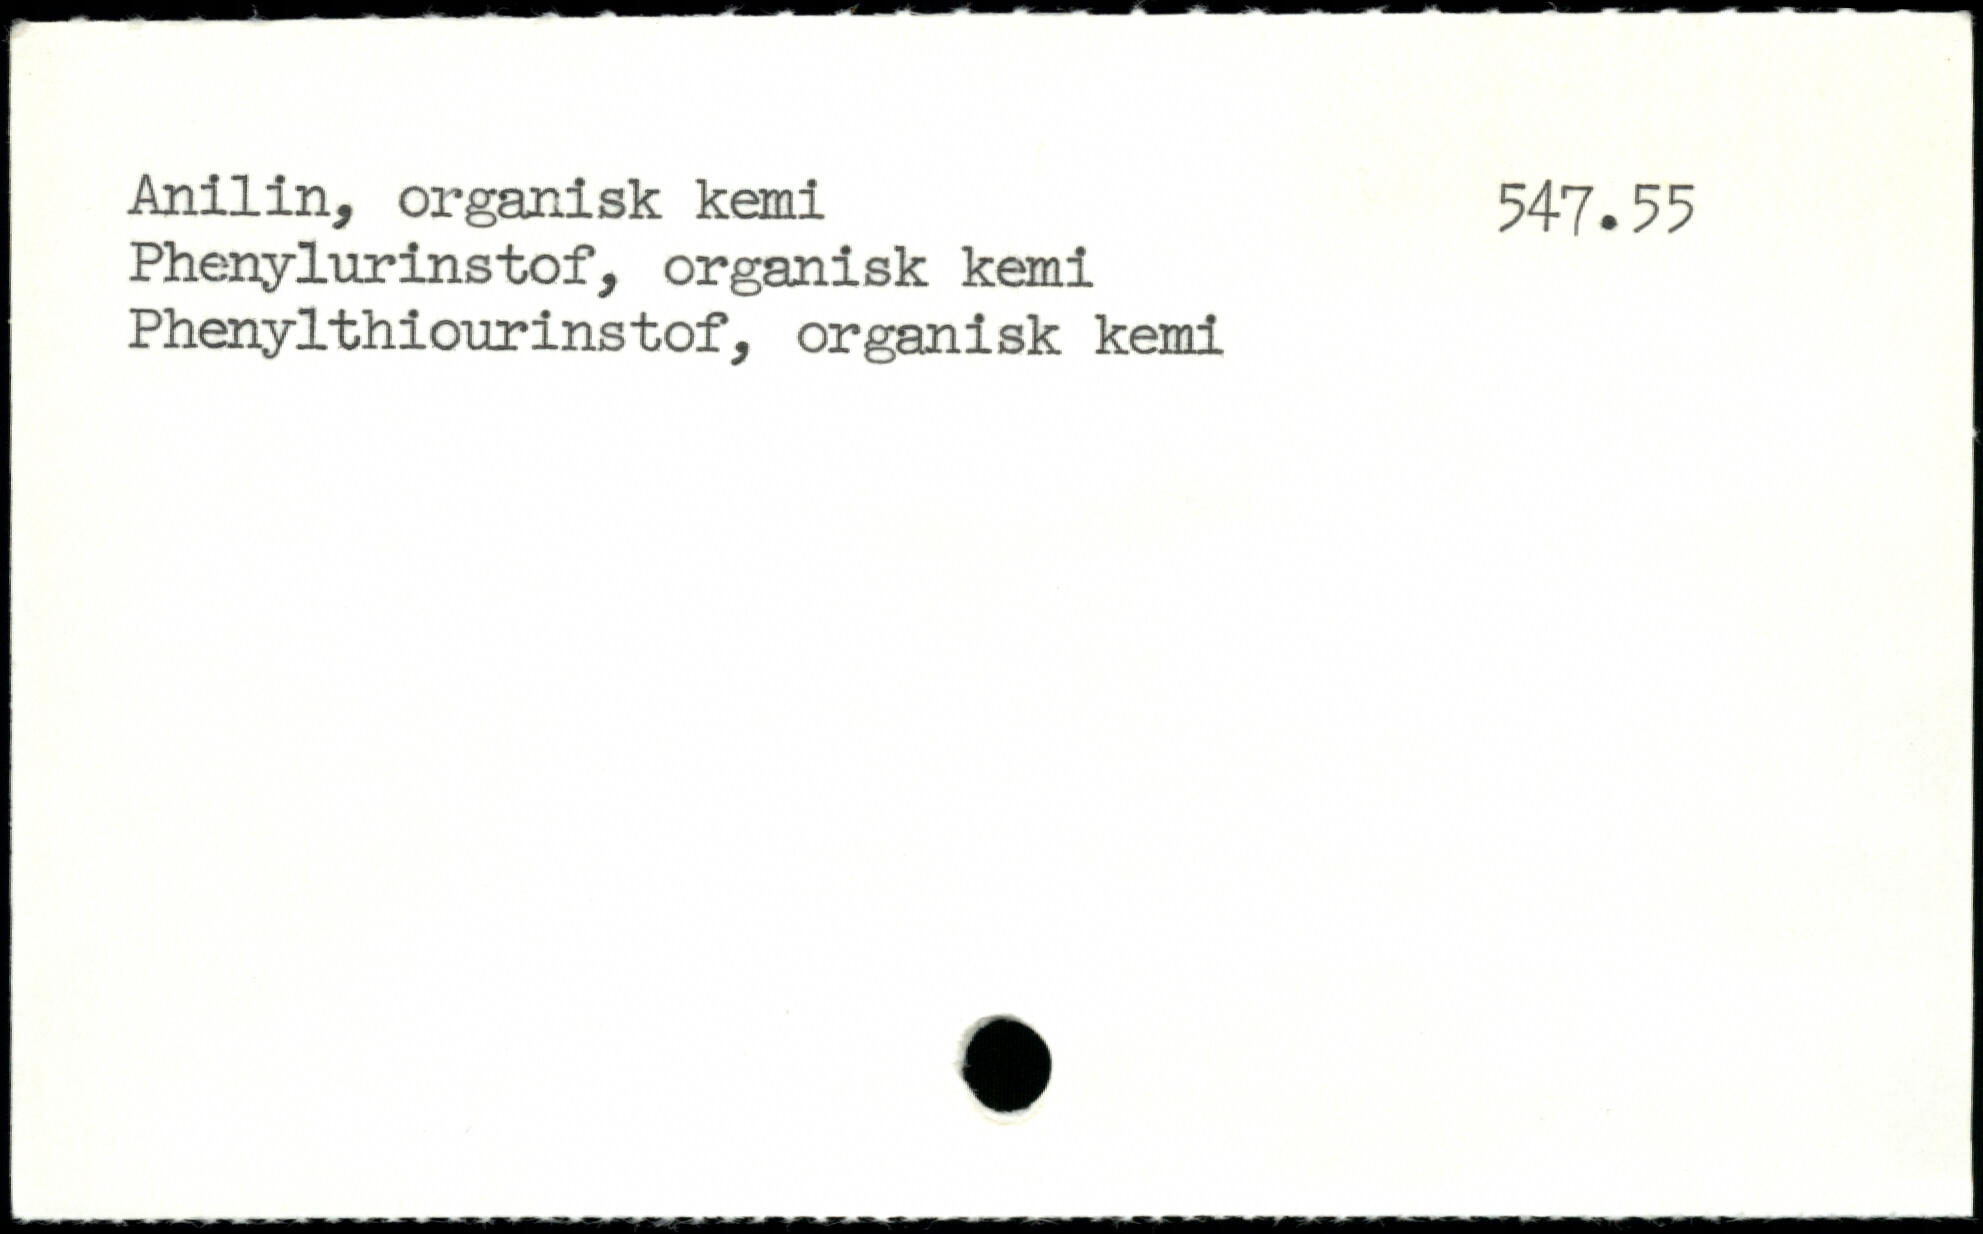 Anilin, organisk kemi 547.55
Phenylurinstof, organisk kemi
Phenylthiourinstof, organisk kemi